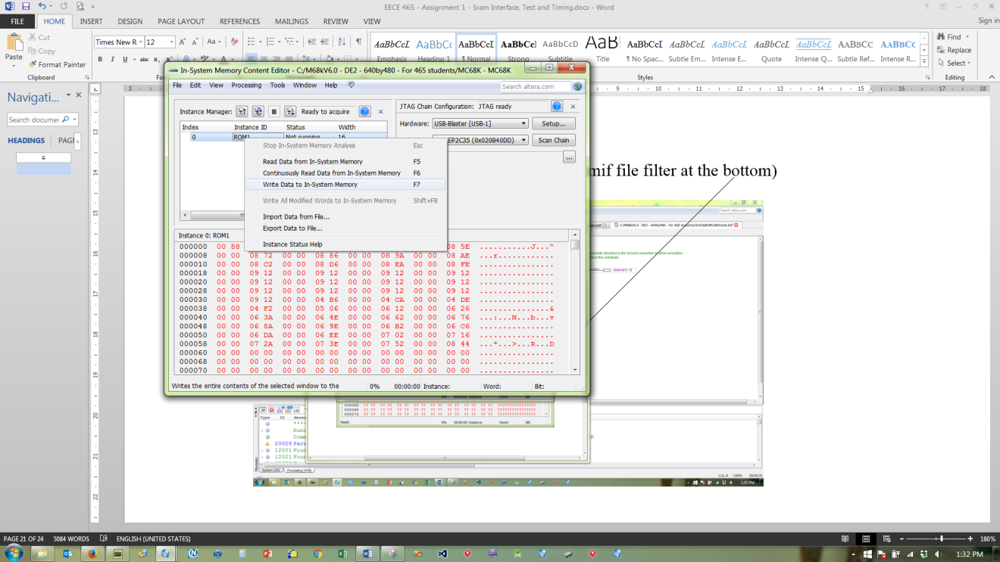 EECE 465 - Assignment 1 - Sram Interface, Test and Timing.docx - Word
FILE HOME INSERT DESIGN PAGE LAYOUT REFERENCES MAILINGS REVIEW VIEW Sign in
Paste
Cut
Copy
Format Painter
Clipboard
Times New R 12
AaBbCcL AaBbCc AaBbCcI AaBbCc AaBbCcD AaB AaBbCcI AaBbCcL AaBbCcL AaBbCcL AaBbCcL AABBCC AABBCC
Emphasis Heading 1 ¶ Normal Strong Subtitle Title ¶ No Spac... Subtle Em... Intense E... Quote Intense Q... Subtle Ref... Intense R...
Styles
Find
Replace
Select
Editing
Navigati...
Search documer
HEADINGS PAGI
In-System Memory Content Editor - C:/M68kV6.0 - DE2 - 640by480 - For 465 students/MC68K - MC68K
File Edit View Processing Tools Window Help
Search altera.com
Instance Manager: Ready to acquire
JTAG Chain Configuration: JTAG ready
Index Instance ID Status Width
0 ROM1 Not running 16
Hardware: USB-Blaster [USB-1] Setup...
EP2C35 (0x020B40DD) Scan Chain
Stop In-System Memory Analysis Esc
Read Data from In-System Memory F5
Continuously Read Data from In-System Memory F6
Write Data to In-System Memory F7
Write All Modified Words to In-System Memory Shift+F8
Import Data from File...
Export Data to File...
Instance Status Help
mif file filter at the bottom)
Instance 0: ROM1
000000 00 88 08 5E ............J..^
000008 08 72 00 00 08 86 00 00 08 9A 00 00 08 AE ...r............
000010 08 C2 00 00 08 D6 00 00 08 EA 00 00 08 FE ................
000018 00 00 09 12 00 00 09 12 00 00 09 12 00 00 09 12 ................
000020 00 00 09 12 00 00 09 12 00 00 09 12 00 00 09 12 ................
000028 00 00 09 12 00 00 09 12 00 00 09 12 00 00 09 12 ................
000030 00 00 09 12 00 00 04 B6 00 00 04 CA 00 00 04 DE ................
000038 00 00 04 F2 00 00 05 06 00 00 06 12 00 00 06 26 ...............&
000040 00 00 06 3A 00 00 06 4E 00 00 06 62 00 00 06 76 ...:...N...b...v
000048 00 00 06 8A 00 00 06 9E 00 00 06 B2 00 00 06 C6 ................
000050 00 00 06 DA 00 00 06 EE 00 00 07 02 00 00 07 16 ................
000058 00 00 07 2A 00 00 07 3E 00 00 07 52 00 00 08 44 ...*...>...R...D
000060 00 00 00 00 00 00 00 00 00 00 00 00 00 00 00 00 ................
000068 00 00 00 00 00 00 00 00 00 00 00 00 00 00 00 00 ................
000070 00 00 00 00 00 00 00 00 00 00 00 00 00 00 00 00 ................
Writes the entire contents of the selected window to the 0% 00:00:00 Instance: Word: Bit:
Type ID
20028 Para
12021 Foun
12021 Foun
System (35) Processing (478)
1:30 PM
PAGE 21 OF 24 5084 WORDS ENGLISH (UNITED STATES) 180%
1:32 PM